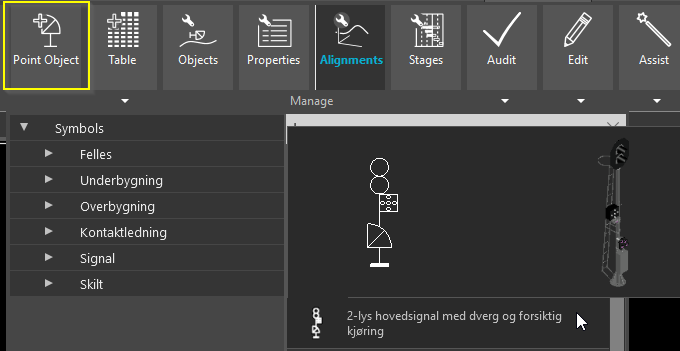 Point Object
Table
Objects
Properties
Alignments
Stages
Audit
Edit
Assist
Manage
Symbols
Felles
Underbygning
Overbygning
Kontaktledning
Signal
Skilt
2-lys hovedsignal med dverg og forsiktig
kjøring